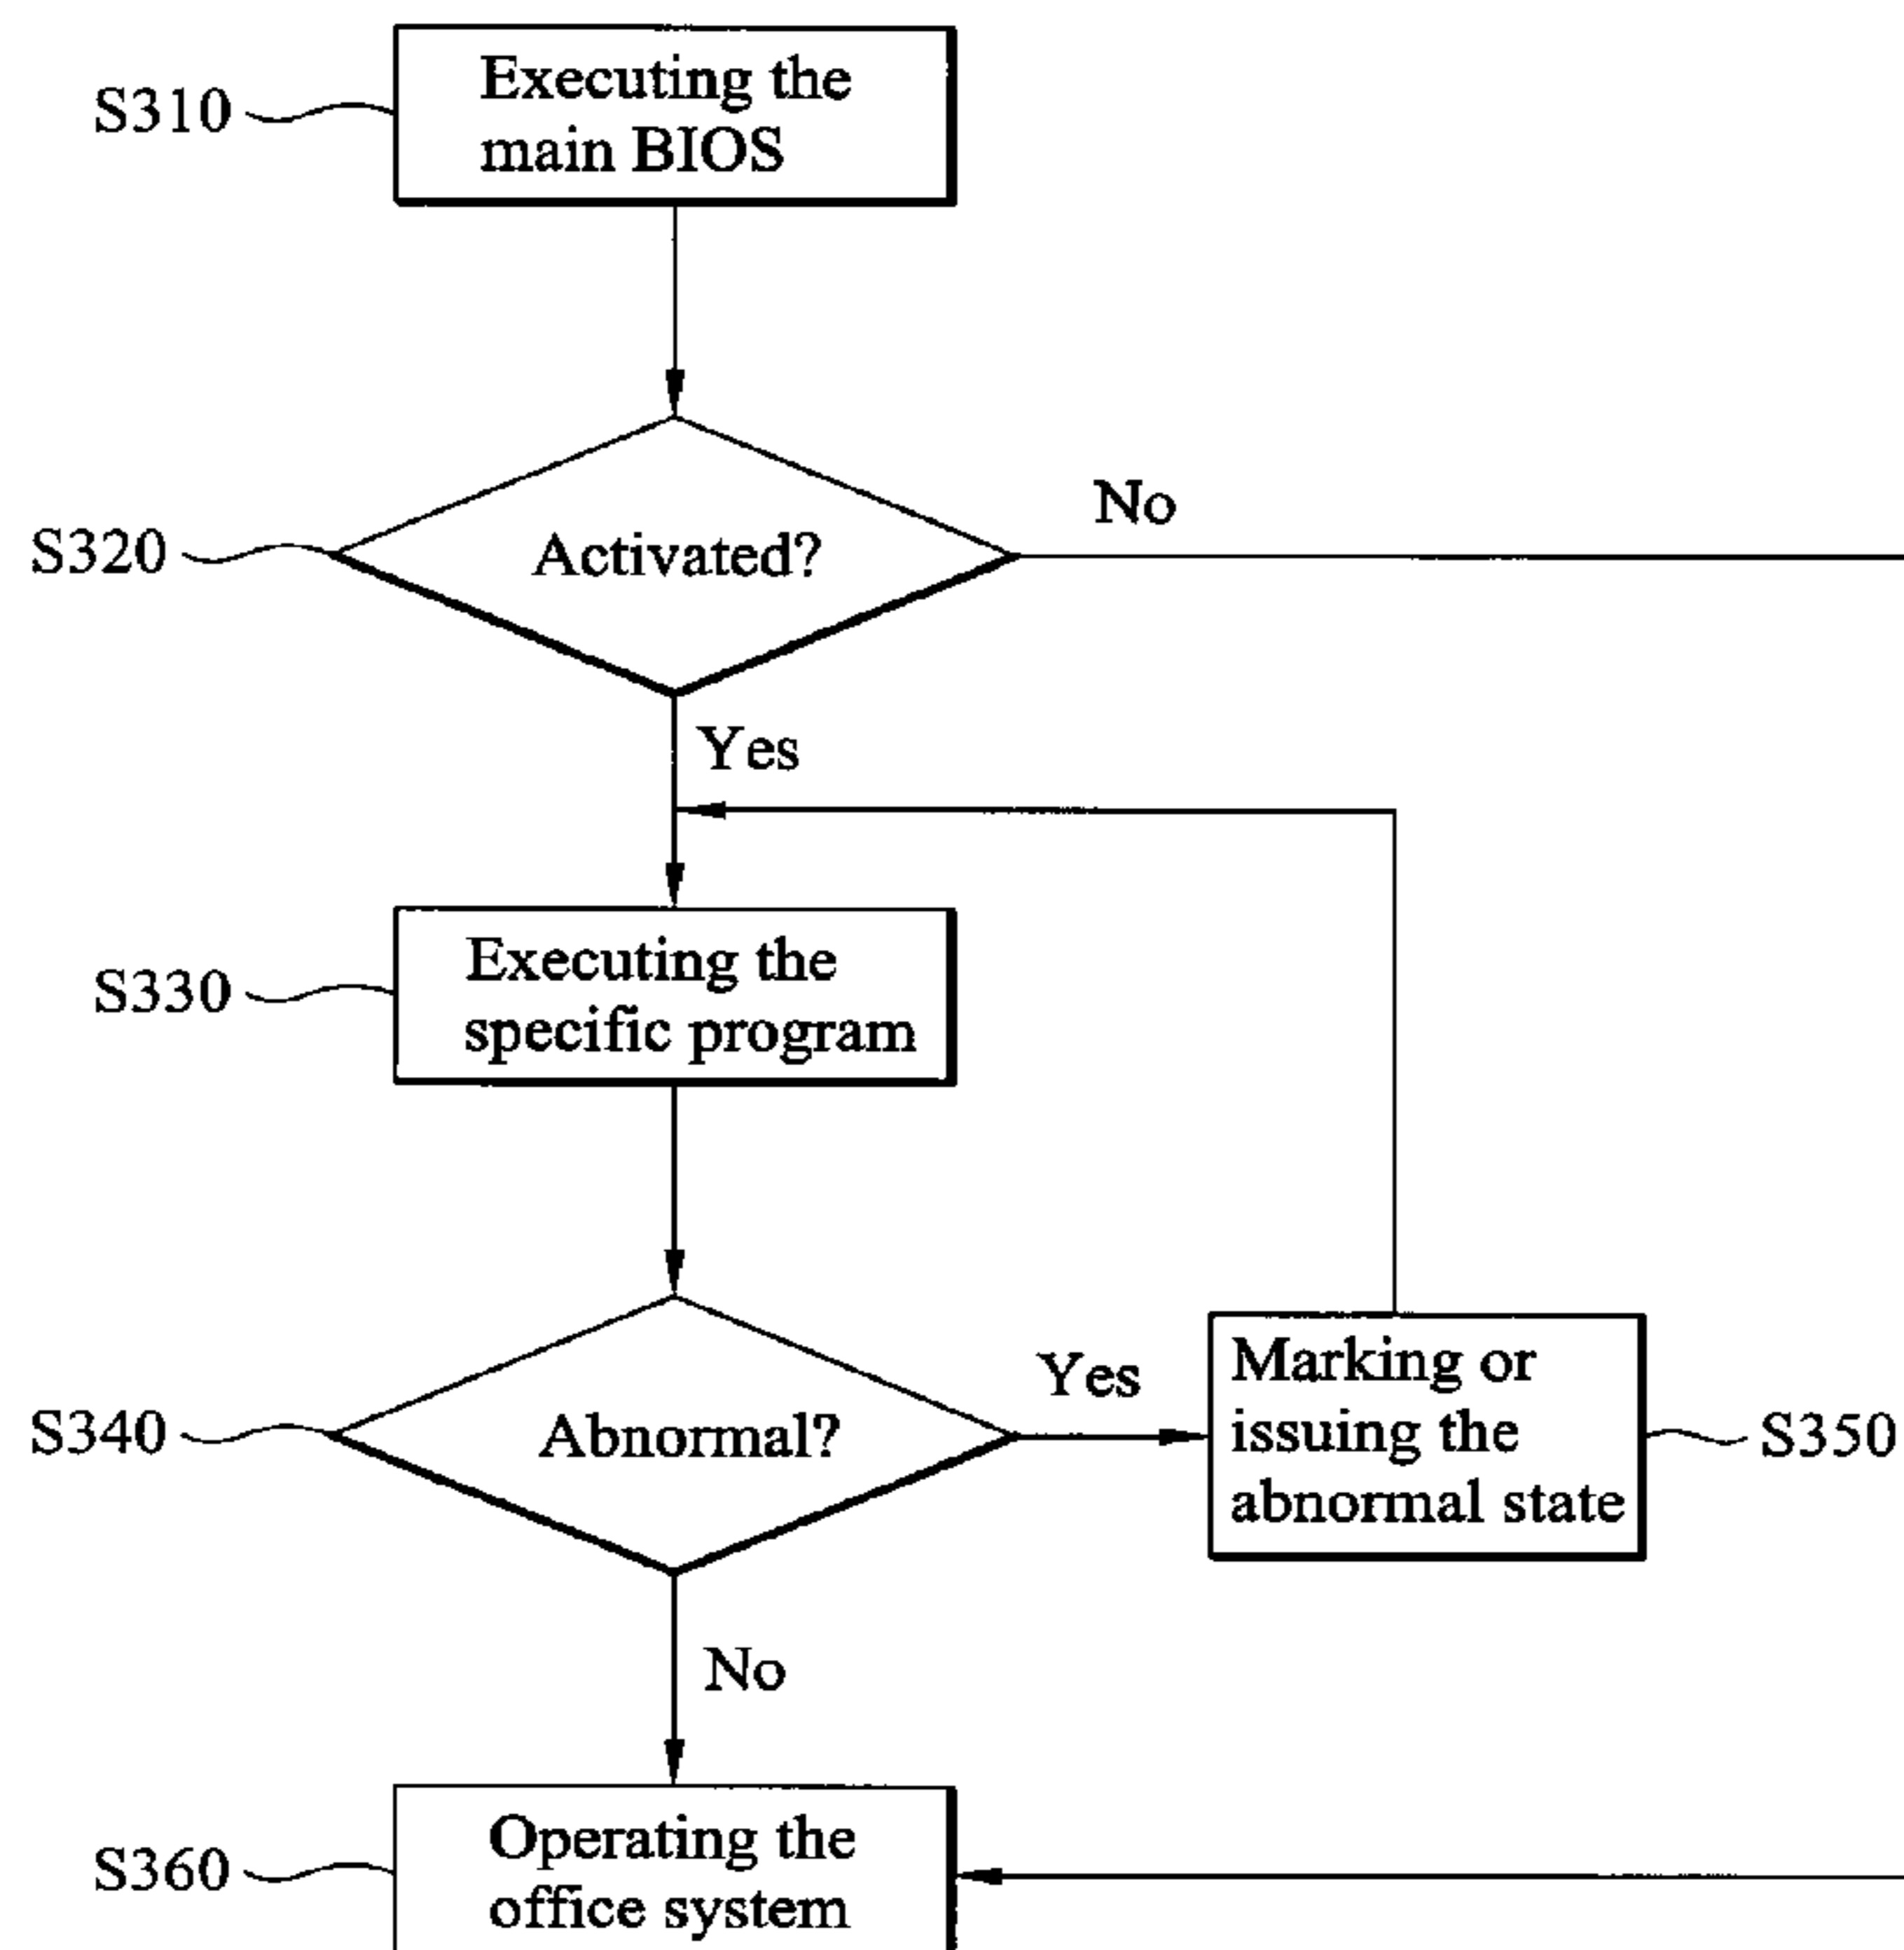 S310
Executing the
main BIOS
S320
Activated?
No
Yes
S330
Executing the
specific program
S340
Abnormal?
Yes
Marking or
issuing the
abnormal state
S350
No
S360
Operating the
office system